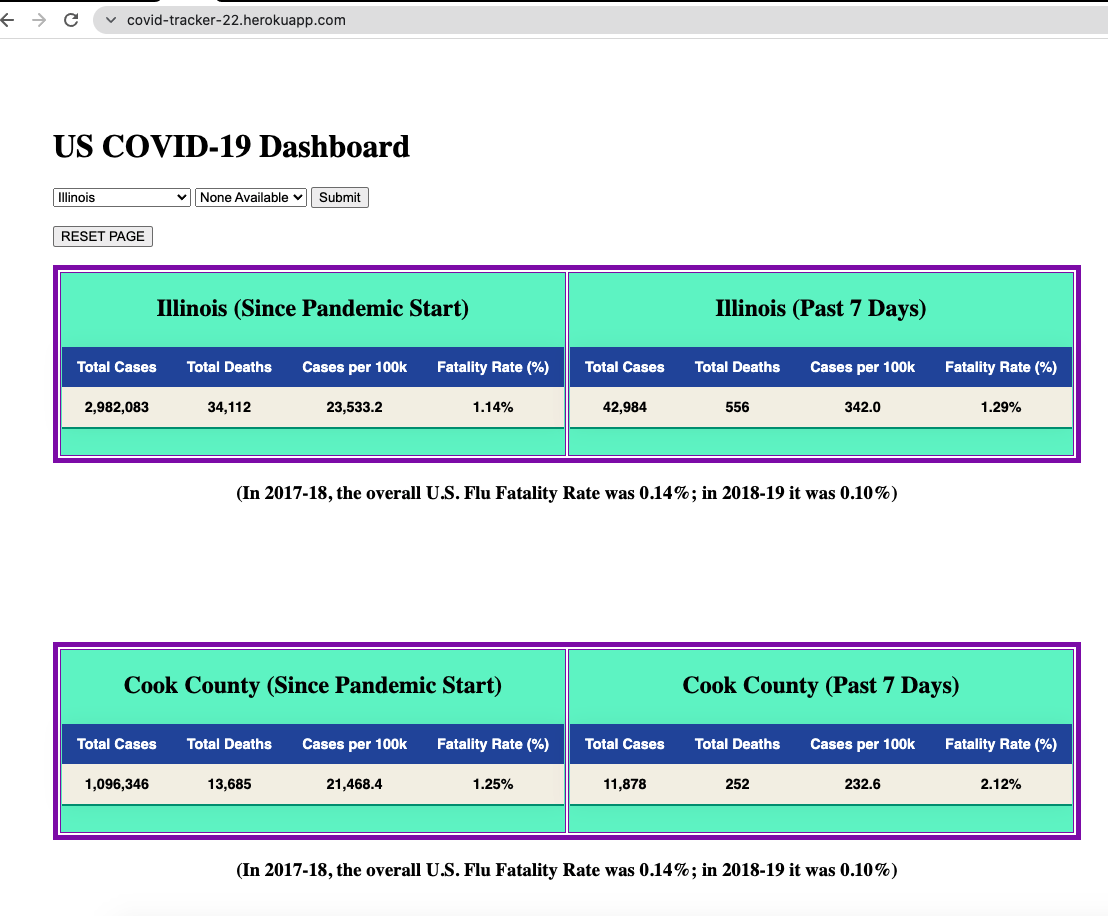 covid-tracker-22.herokuapp.com
US COVID-19 Dashboard
Illinois None Available Submit
RESET PAGE
Illinois (Since Pandemic Start) Illinois (Past 7 Days)
Total Cases Total Deaths Cases per 100k Fatality Rate (%) Total Cases Total Deaths Cases per 100k Fatality Rate (%)
2,982,083 34,112 23,533.2 1.14% 42,984 556 342.0 1.29%
(In 2017-18, the overall U.S. Flu Fatality Rate was 0.14%; in 2018-19 it was 0.10%)
Cook County (Since Pandemic Start) Cook County (Past 7 Days)
Total Cases Total Deaths Cases per 100k Fatality Rate (%) Total Cases Total Deaths Cases per 100k Fatality Rate (%)
1,096,346 13,685 21,468.4 1.25% 11,878 252 232.6 2.12%
(In 2017-18, the overall U.S. Flu Fatality Rate was 0.14%; in 2018-19 it was 0.10%)